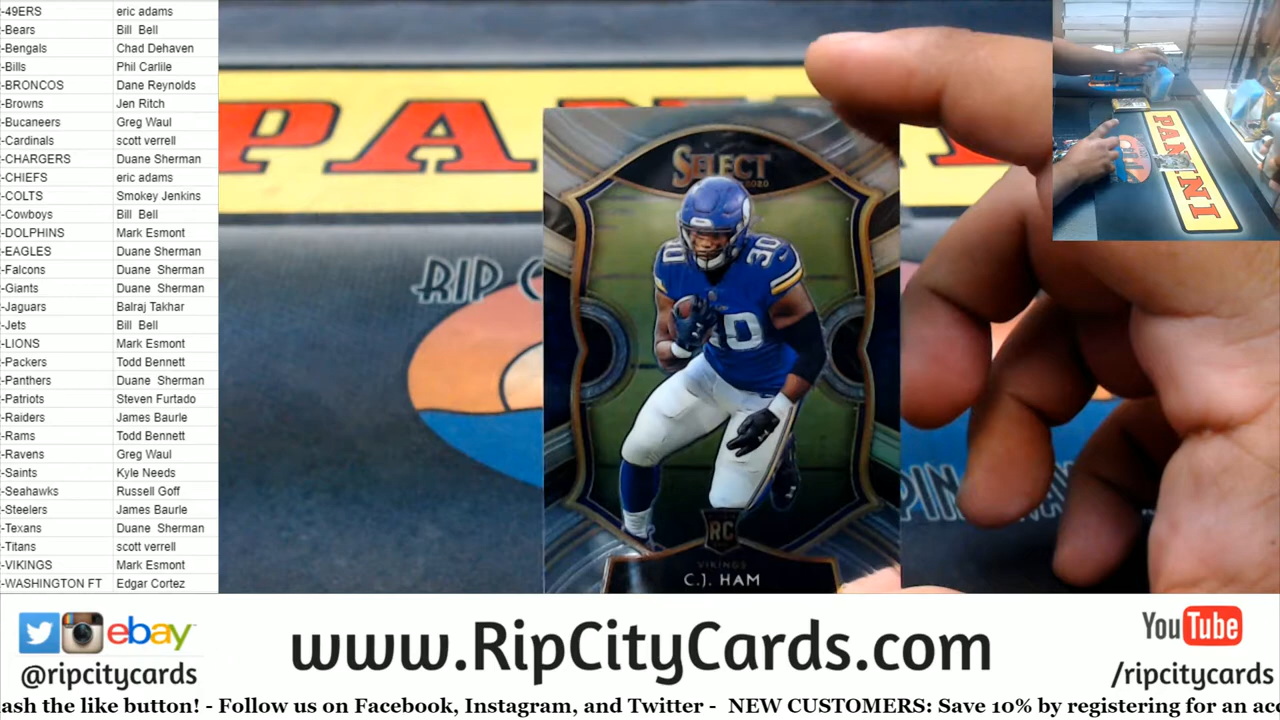 -49ERS eric adams
-Bears Bill Bell
-Bengals Chad Dehaven
-Bills Phil Carlile
-BRONCOS Dane Reynolds
-Browns Jen Ritch
-Bucaneers Greg Waul
-Cardinals scott verrell
-CHARGERS Duane Sherman
-CHIEFS eric adams
-COLTS Smokey Jenkins
-Cowboys Bill Bell
-DOLPHINS Mark Esmont
-EAGLES Duane Sherman
-Falcons Duane Sherman
-Giants Duane Sherman
-Jaguars Balraj Takhar
-Jets Bill Bell
-LIONS Mark Esmont
-Packers Todd Bennett
-Panthers Duane Sherman
-Patriots Steven Furtado
-Raiders James Baurle
-Rams Todd Bennett
-Ravens Greg Waul
-Saints Kyle Needs
-Seahawks Russell Goff
-Steelers James Baurle
-Texans Duane Sherman
-Titans scott verrell
-VIKINGS Mark Esmont
-WASHINGTON FT Edgar Cortez
PANINI
RIP C
SELECT
2020
30
30
30
RC
VIKINGS
C.J. HAM
PANINI
ebay
@ripcitycards
www.RipCityCards.com
YouTube
/ripcitycards
ash the like button! - Follow us on Facebook, Instagram, and Twitter - NEW CUSTOMERS: Save 10% by registering for an acc